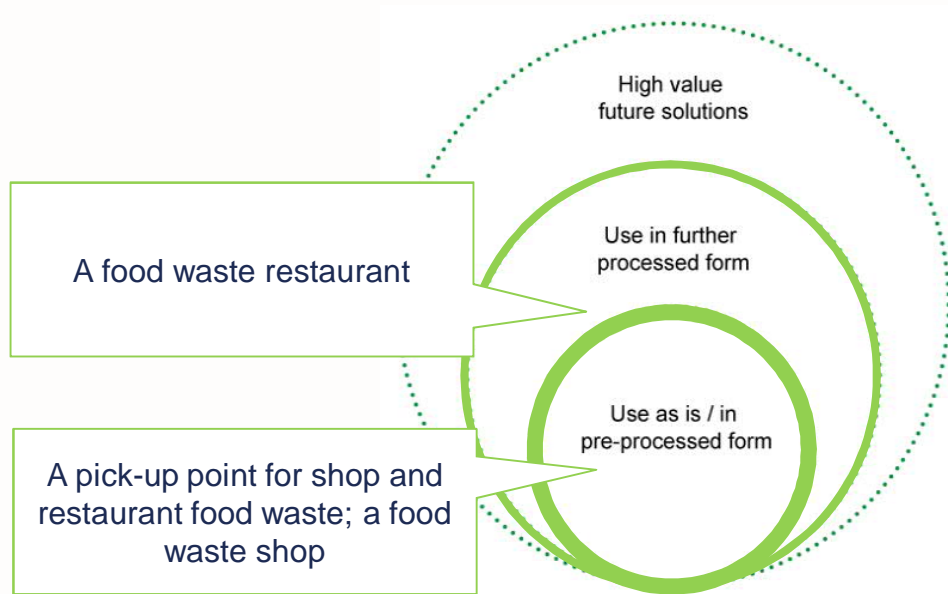 High value
future solutions
A food waste restaurant
Use in further
processed form
A pick-up point for shop and
restaurant food waste; a food
waste shop
Use as is / in
pre-processed form